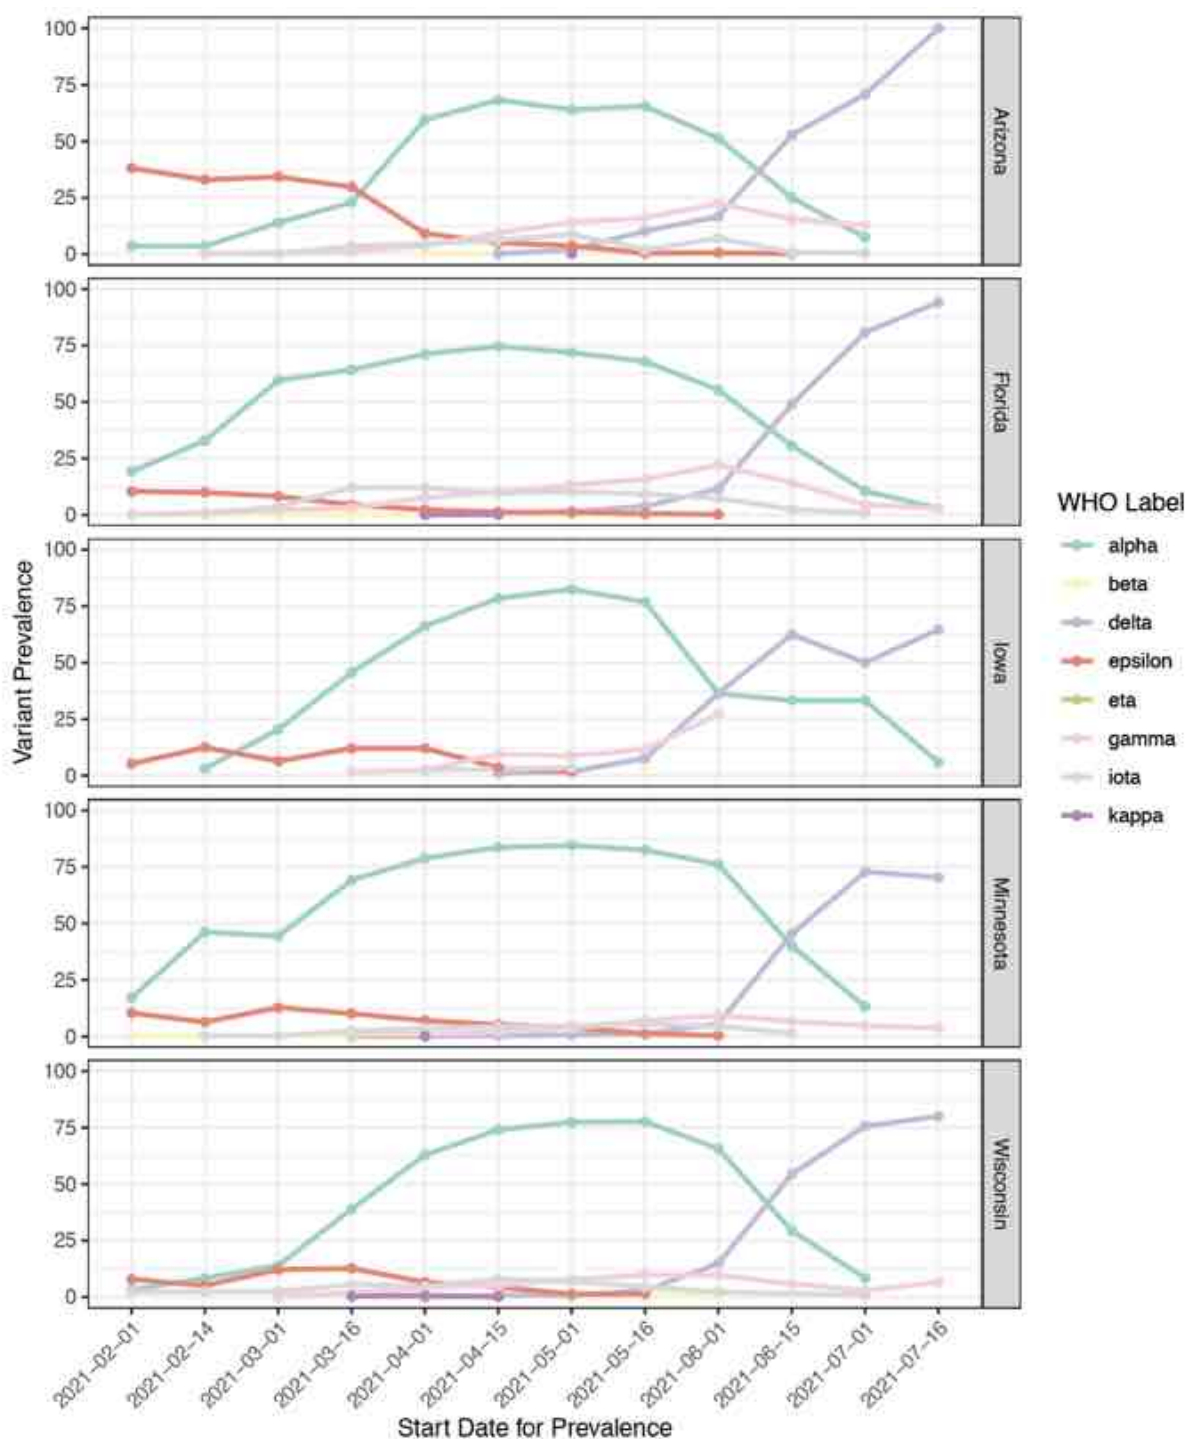 100
75
50
25
0
Arizona
100
75
50
25
0
Florida
100
75
50
25
0
Iowa
100
75
50
25
0
Minnesota
100
75
50
25
0
Wisconsin
Variant Prevalence
2021-02-01
2021-02-14
2021-03-01
2021-03-16
2021-04-01
2021-04-15
2021-05-01
2021-05-16
2021-06-01
2021-06-15
2021-07-01
2021-07-16
Start Date for Prevalence
WHO Label
alpha
beta
delta
epsilon
eta
gamma
iota
kappa